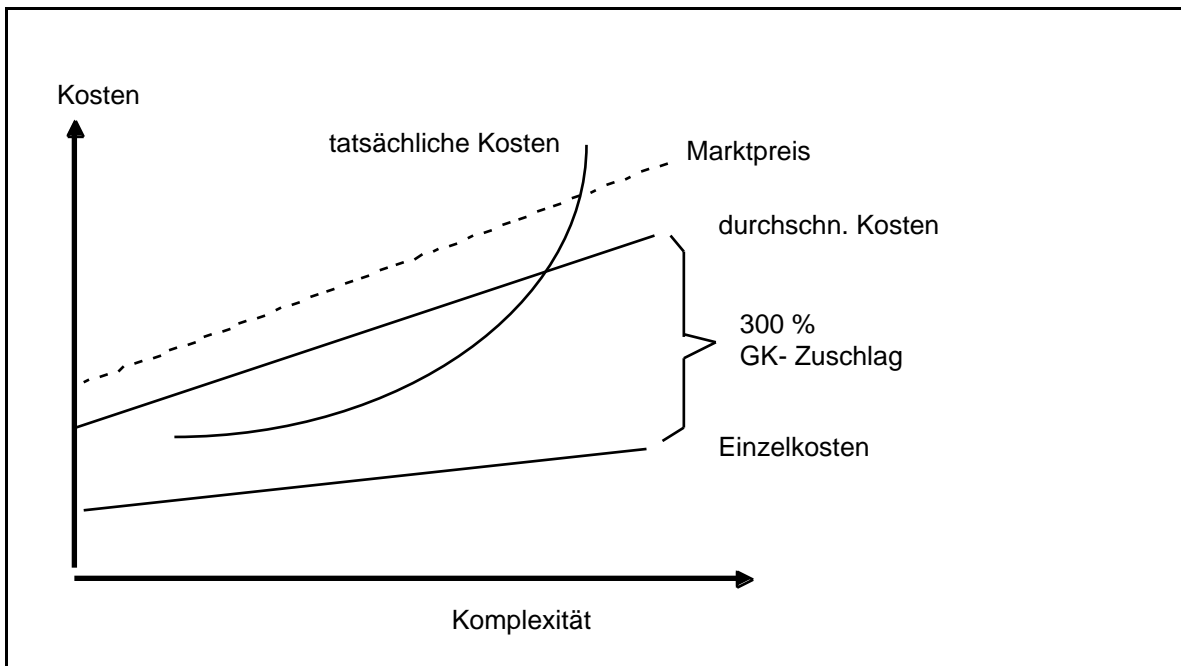 Kosten
tatsächliche Kosten
Marktpreis
durchschn. Kosten
300 %
GK- Zuschlag
Einzelkosten
Komplexität